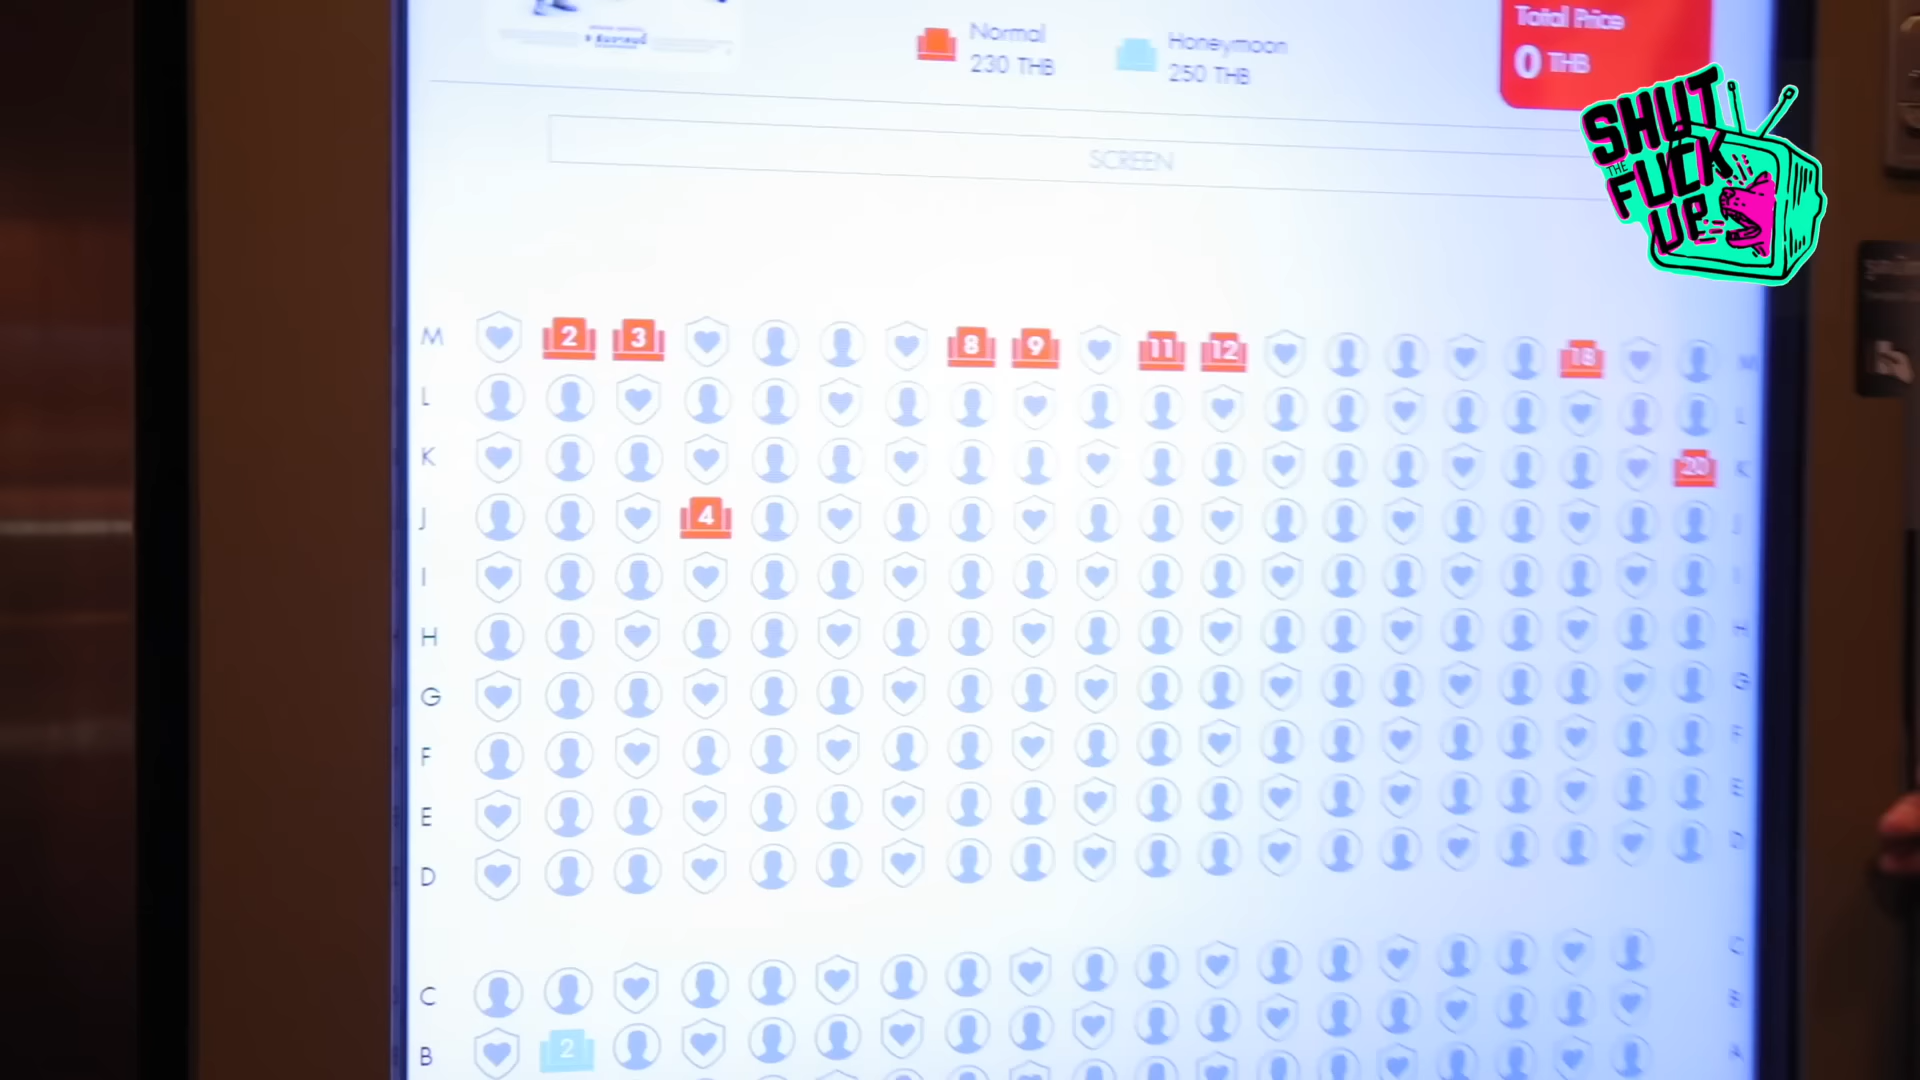 Normal
230 THB
Honeymoon
250 THB
Total Price
0 THB
SHUT
THE
FUCK
UP
SCREEN
M 2 3 8 9 11 12 18 M
L L
K 20 K
J 4 J
I I
H H
G G
F F
E E
D D
C C
B 2 B
A